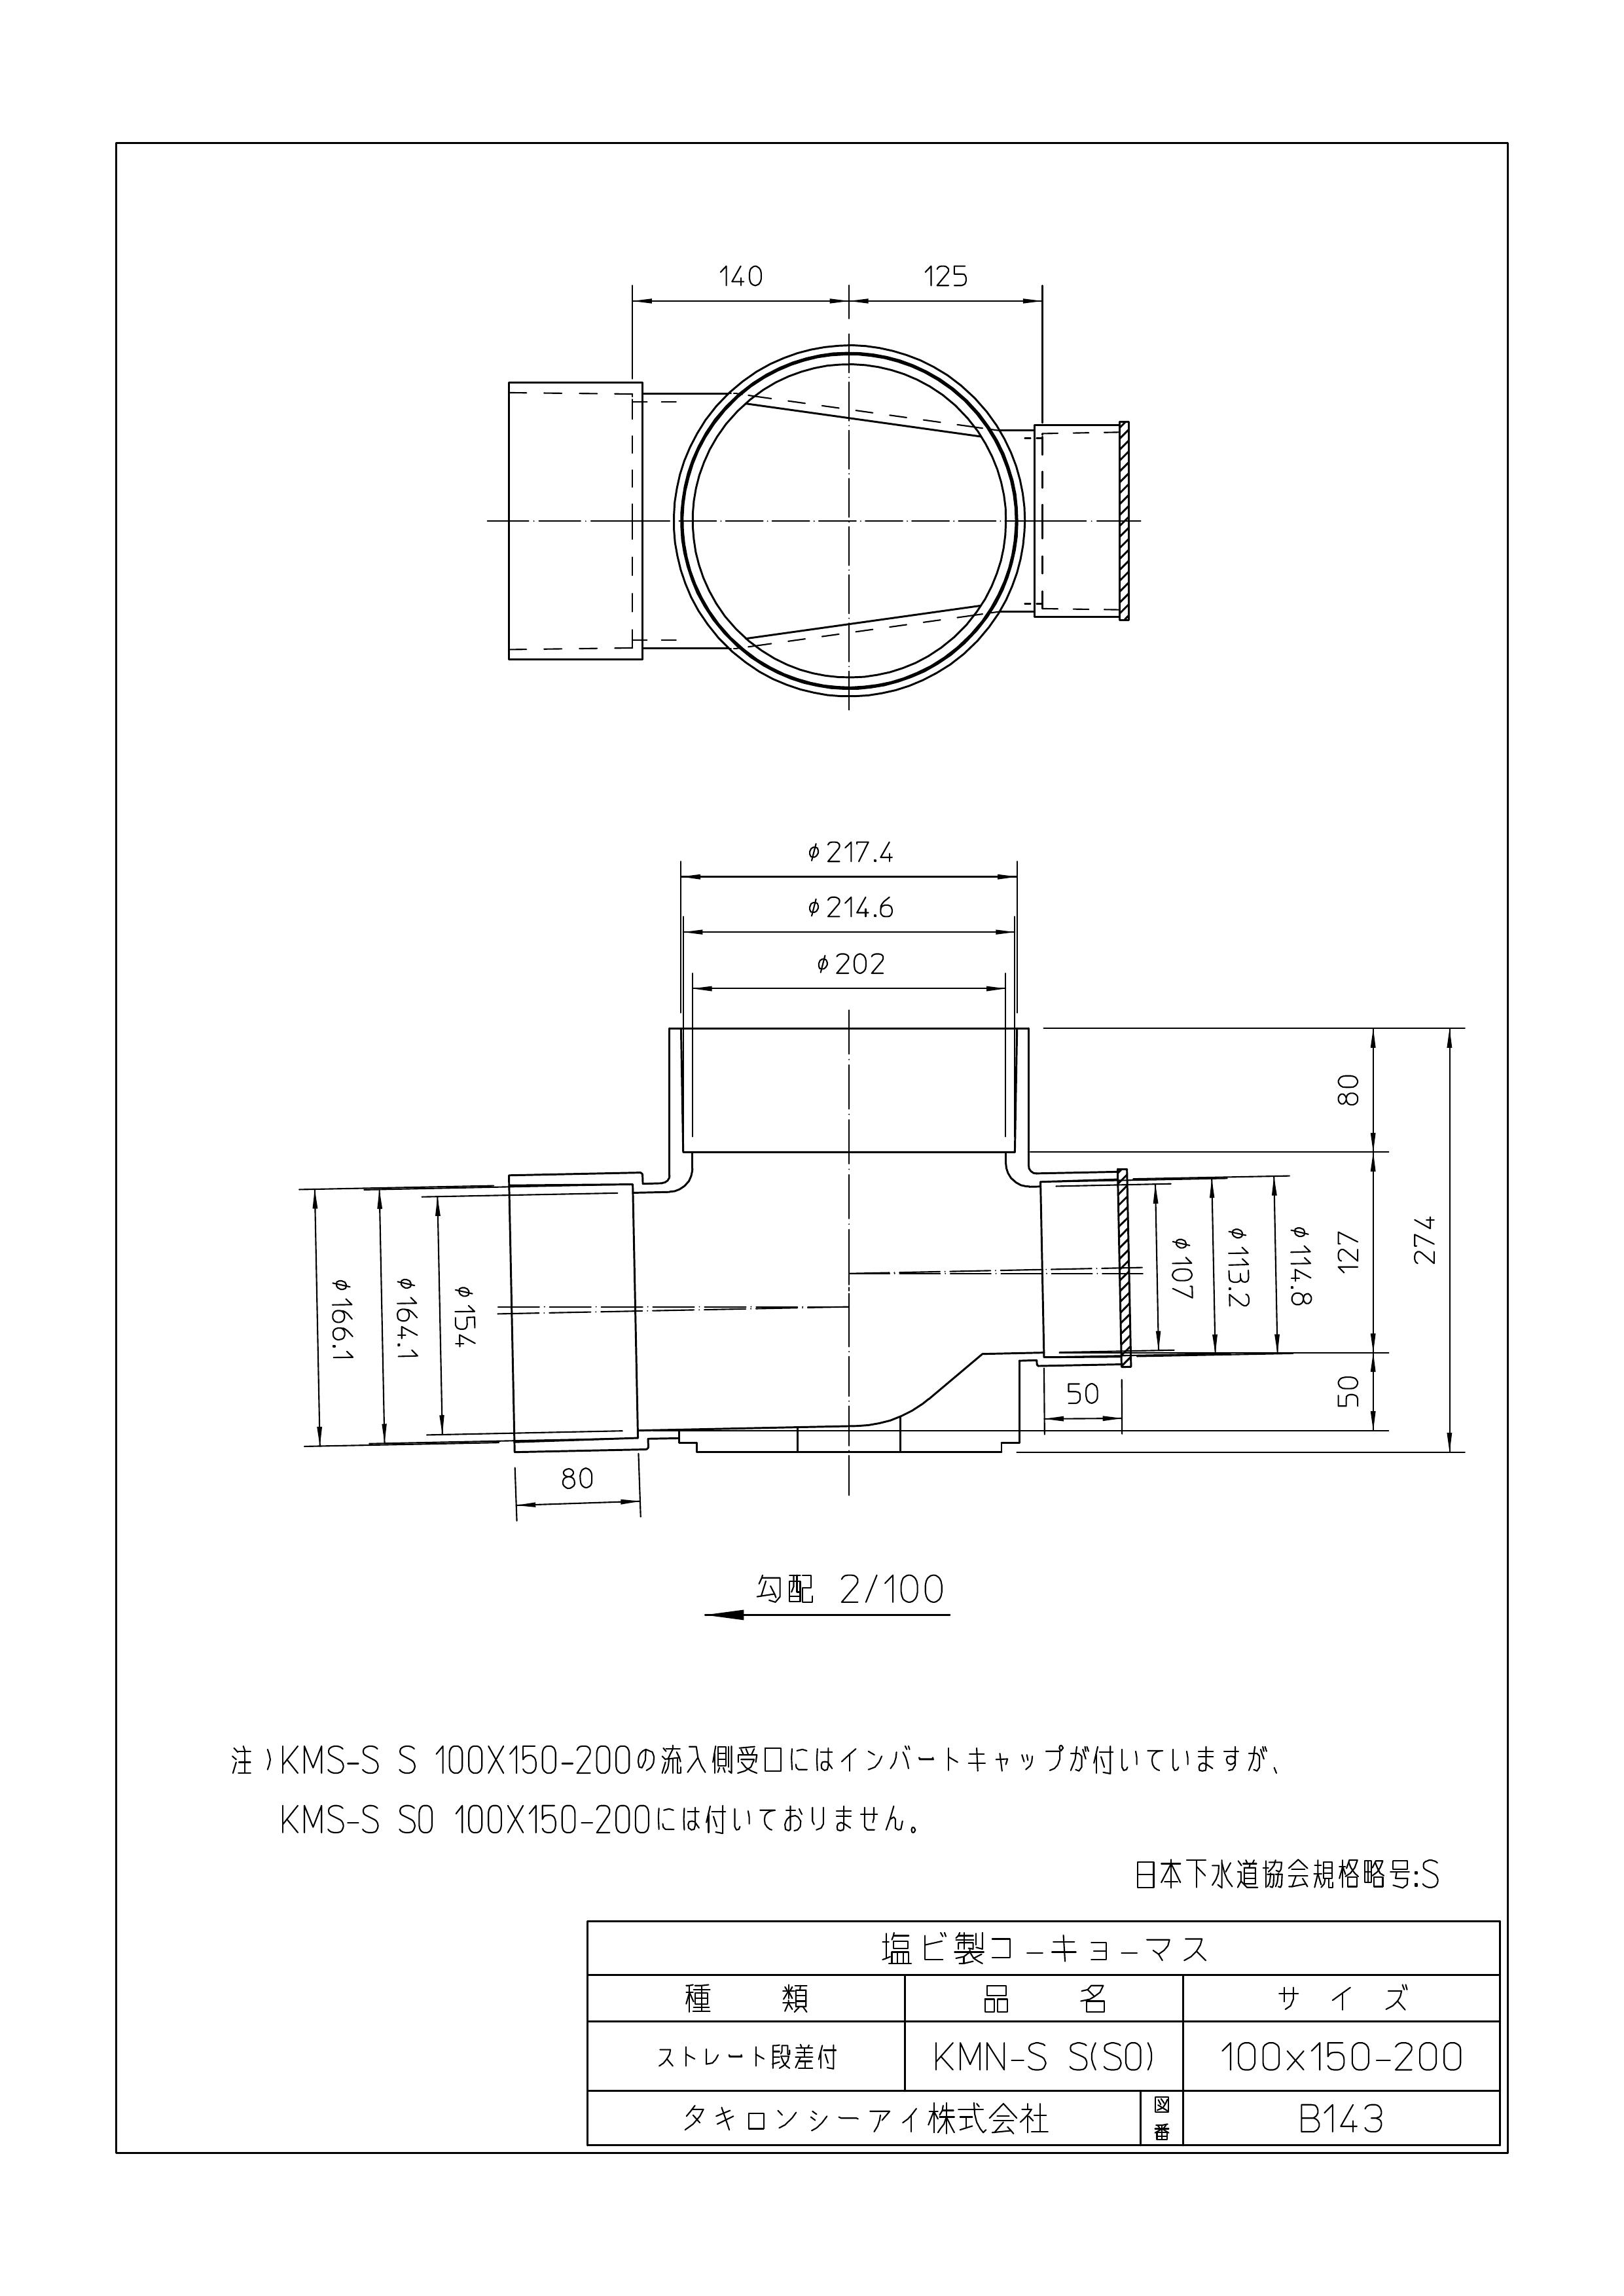 140
125
φ217.4
φ214.6
φ202
80
127
274
50
φ107
φ113.2
φ114.8
φ166.1
φ164.1
φ154
50
80
勾配 2/100
注)KMS-S S 100X150-200の流入側受口にはインバートキャップが付いていますが、
KMS-S SO 100X150-200には付いておりません。
日本下水道協会規格略号:S
塩ビ製コーキョーマス
種 類 品 名 サ イ ズ
ストレート段差付 KMN-S S(SO) 100x150-200
タキロンシーアイ株式会社 図番 B143